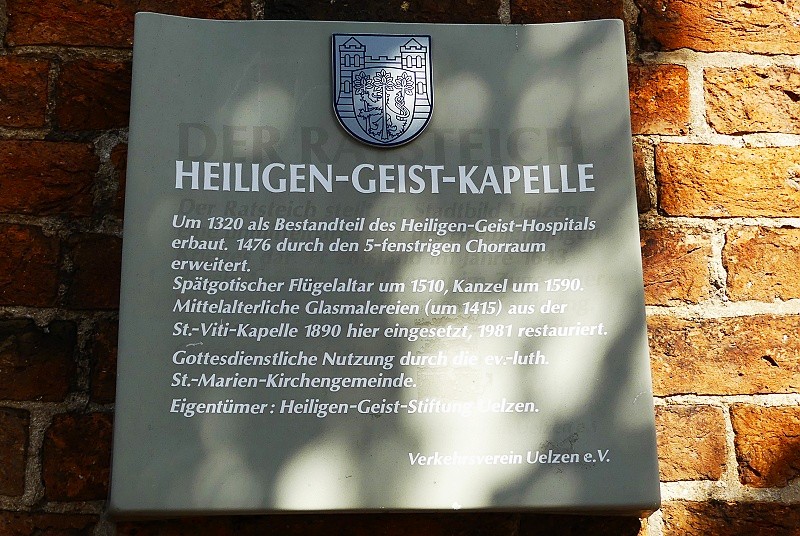 DER RATSTEICH
HEILIGEN-GEIST-KAPELLE
Um 1320 als Bestandteil des Heiligen-Geist-Hospitals
erbaut. 1476 durch den 5-fenstrigen Chorraum
erweitert.
Spätgotischer Flügelaltar um 1510, Kanzel um 1590.
Mittelalterliche Glasmalereien (um 1415) aus der
St.-Viti-Kapelle 1890 hier eingesetzt, 1981 restauriert.
Gottesdienstliche Nutzung durch die ev.-luth.
St.-Marien-Kirchengemeinde.
Eigentümer : Heiligen-Geist-Stiftung Uelzen.
Verkehrsverein Uelzen e.V.